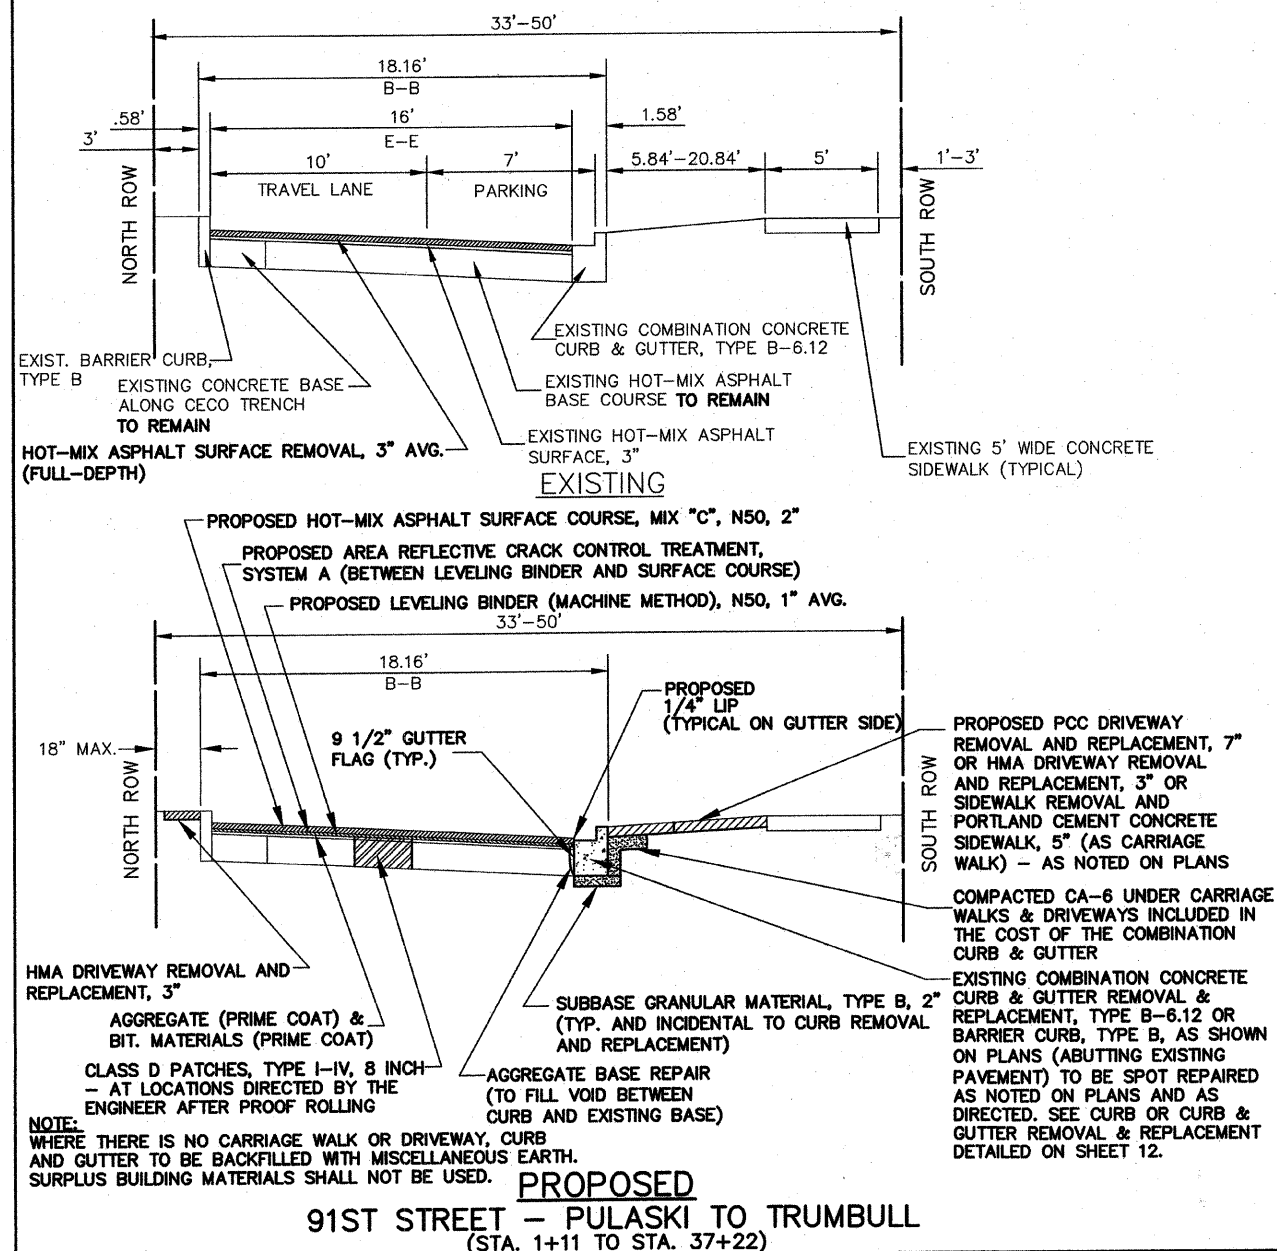 33'-50'
18.16'
B-B
.58'
16'
1.58'
3'
E-E
10'
7'
5.84'-20.84'
5'
1'-3'
TRAVEL LANE
PARKING
NORTH ROW
SOUTH ROW
EXIST. BARRIER CURB,
TYPE B
EXISTING CONCRETE BASE
ALONG CECO TRENCH
TO REMAIN
HOT-MIX ASPHALT SURFACE REMOVAL, 3" AVG.
(FULL-DEPTH)
EXISTING COMBINATION CONCRETE
CURB & GUTTER, TYPE B-6.12
EXISTING HOT-MIX ASPHALT
BASE COURSE TO REMAIN
EXISTING HOT-MIX ASPHALT
SURFACE, 3"
EXISTING 5' WIDE CONCRETE
SIDEWALK (TYPICAL)
EXISTING
PROPOSED HOT-MIX ASPHALT SURFACE COURSE, MIX "C", N50, 2"
PROPOSED AREA REFLECTIVE CRACK CONTROL TREATMENT,
SYSTEM A (BETWEEN LEVELING BINDER AND SURFACE COURSE)
PROPOSED LEVELING BINDER (MACHINE METHOD), N50, 1" AVG.
33'-50'
18.16'
B-B
PROPOSED
1/4" LIP
(TYPICAL ON GUTTER SIDE)
18" MAX.
9 1/2" GUTTER
FLAG (TYP.)
NORTH ROW
SOUTH ROW
PROPOSED PCC DRIVEWAY
REMOVAL AND REPLACEMENT, 7"
OR HMA DRIVEWAY REMOVAL
AND REPLACEMENT, 3" OR
SIDEWALK REMOVAL AND
PORTLAND CEMENT CONCRETE
SIDEWALK, 5" (AS CARRIAGE
WALK) - AS NOTED ON PLANS
COMPACTED CA-6 UNDER CARRIAGE
WALKS & DRIVEWAYS INCLUDED IN
THE COST OF THE COMBINATION
CURB & GUTTER
EXISTING COMBINATION CONCRETE
CURB & GUTTER REMOVAL &
REPLACEMENT, TYPE B-6.12 OR
BARRIER CURB, TYPE B, AS SHOWN
ON PLANS (ABUTTING EXISTING
PAVEMENT) TO BE SPOT REPAIRED
AS NOTED ON PLANS AND AS
DIRECTED. SEE CURB OR CURB &
GUTTER REMOVAL & REPLACEMENT
DETAILED ON SHEET 12.
HMA DRIVEWAY REMOVAL AND
REPLACEMENT, 3"
AGGREGATE (PRIME COAT) &
BIT. MATERIALS (PRIME COAT)
CLASS D PATCHES, TYPE I-IV, 8 INCH
- AT LOCATIONS DIRECTED BY THE
ENGINEER AFTER PROOF ROLLING
SUBBASE GRANULAR MATERIAL, TYPE B, 2"
(TYP. AND INCIDENTAL TO CURB REMOVAL
AND REPLACEMENT)
AGGREGATE BASE REPAIR
(TO FILL VOID BETWEEN
CURB AND EXISTING BASE)
NOTE:
WHERE THERE IS NO CARRIAGE WALK OR DRIVEWAY, CURB
AND GUTTER TO BE BACKFILLED WITH MISCELLANEOUS EARTH.
SURPLUS BUILDING MATERIALS SHALL NOT BE USED.
PROPOSED
91ST STREET - PULASKI TO TRUMBULL
(STA. 1+11 TO STA. 37+22)